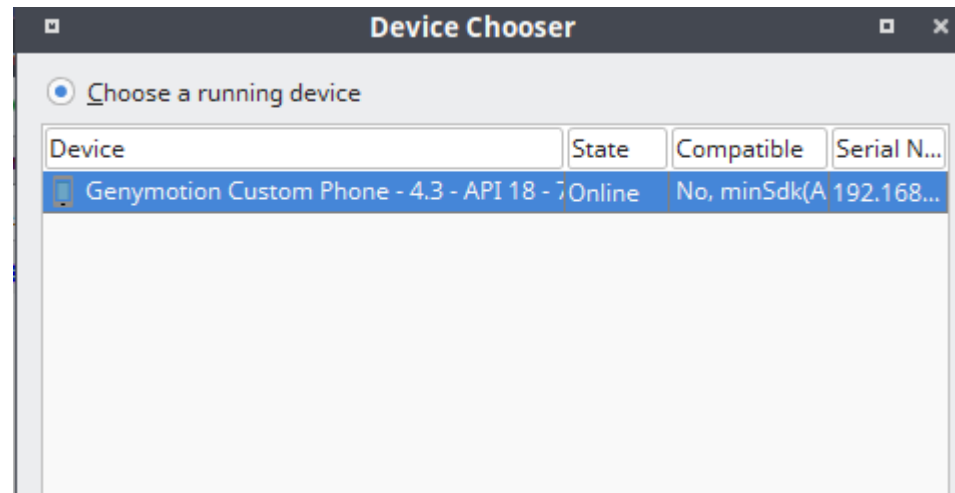 Device Chooser
Choose a running device
Device State Compatible Serial N...
Genymotion Custom Phone - 4.3 - API 18 - 7 Online No, minSdk(A 192.168...